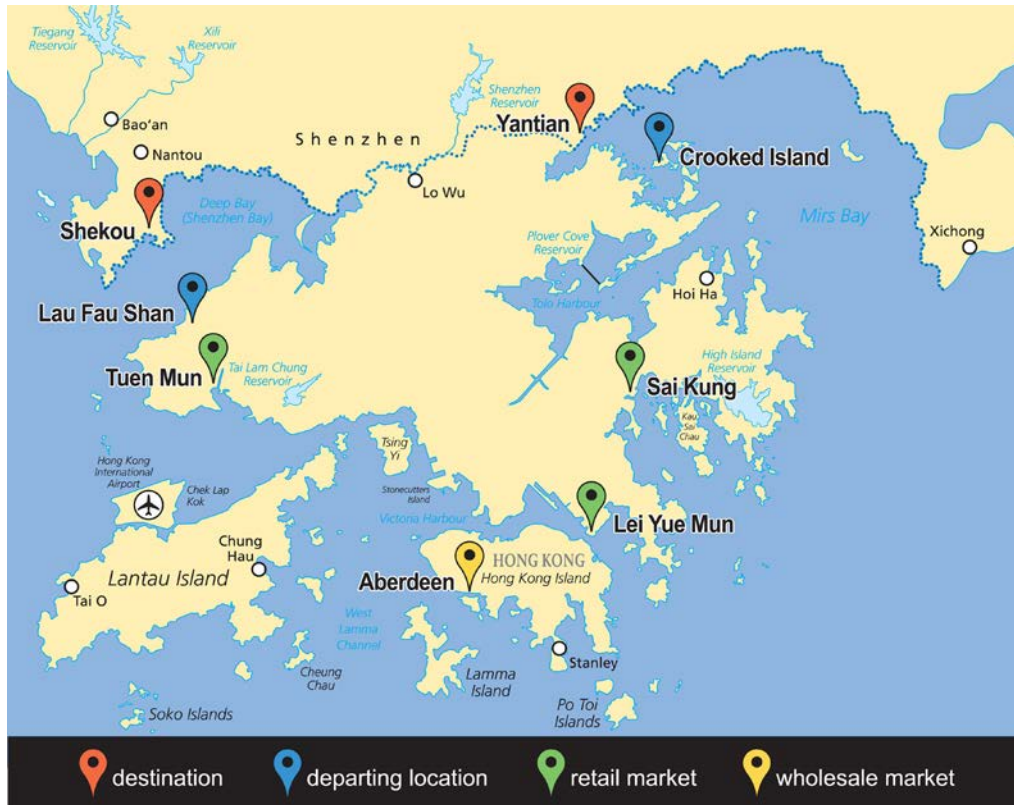 Tiegang
Reservoir
Xili
Reservoir
Shenzhen
Reservoir
Yantian
Crooked Island
Bao'an
Shenzhen
Nantou
Lo Wu
Deep Bay
(Shenzhen Bay)
Shekou
Mirs Bay
Xichong
Plover Cove
Reservoir
Hoi Ha
Tolo Harbour
Lau Fau Shan
Tuen Mun
Tai Lam Chung
Reservoir
High Island
Reservoir
Sai Kung
Kau
Sai
Chau
Tsing
Yi
Hong Kong
International
Airport
Chek Lap
Kok
Stonecutters
Island
Victoria Harbour
Lei Yue Mun
Chung
Hau
HONG KONG
Hong Kong Island
Aberdeen
Lantau Island
Tai O
West
Lamma
Channel
Stanley
Cheung
Chau
Lamma
Island
Po Toi
Islands
Soko Islands
destination
departing location
retail market
wholesale market